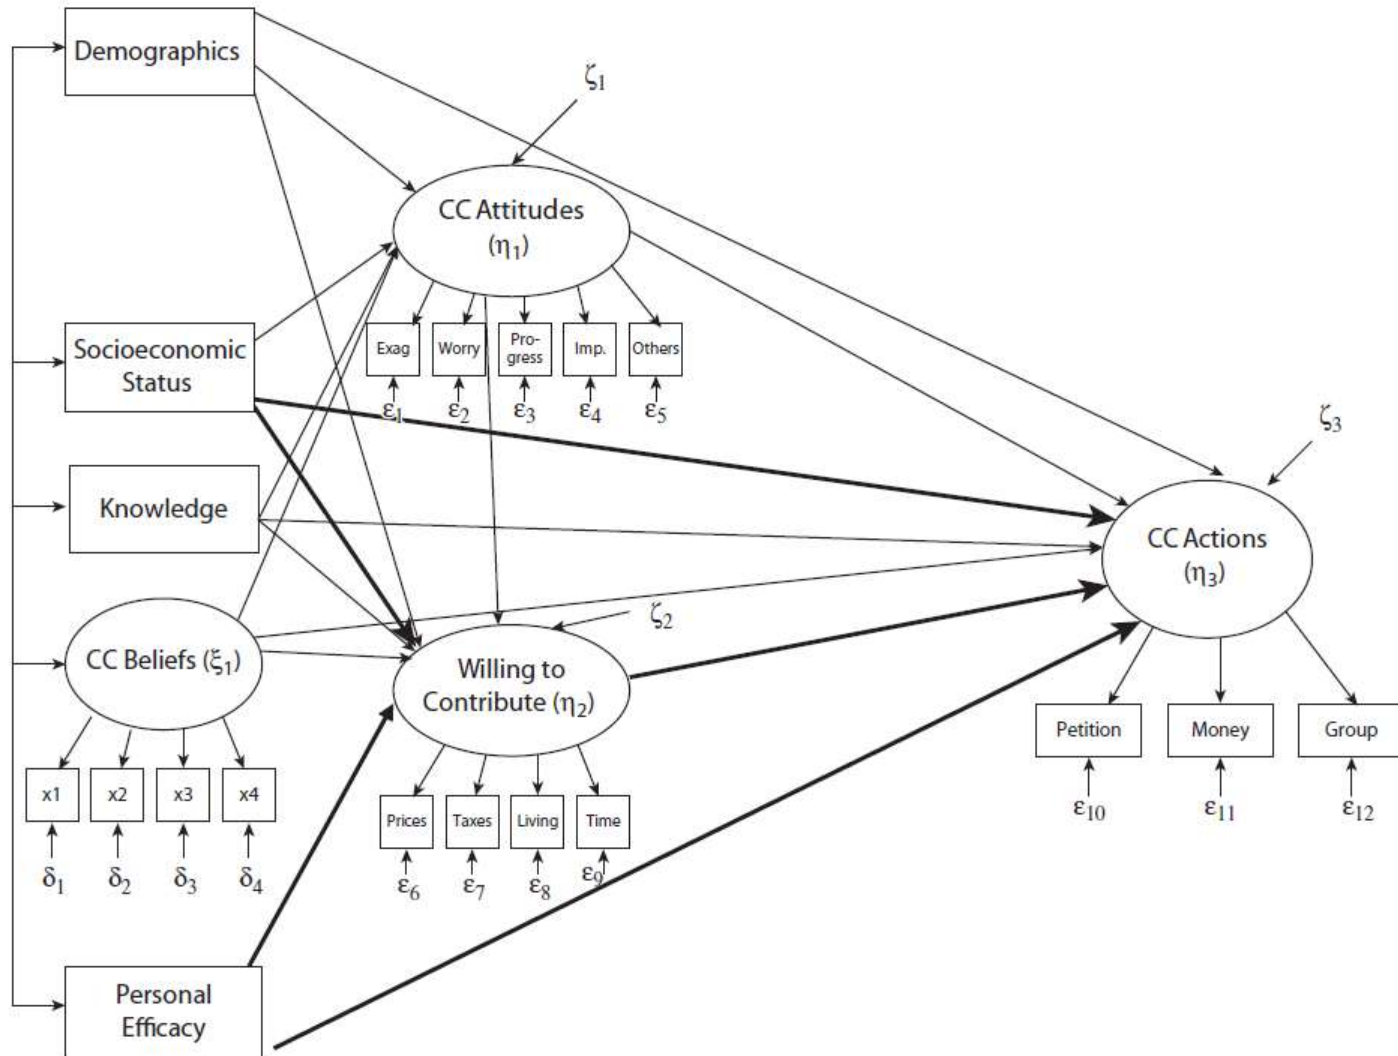 Demographics
ζ1
CC Attitudes
(η1)
Socioeconomic
Status
Exag
Worry
Pro-
gress
Imp.
Others
ε1
ε2
ε3
ε4
ε5
ζ3
Knowledge
CC Actions
(η3)
ζ2
CC Beliefs (ξ1)
Willing to
Contribute (η2)
Petition
Money
Group
x1
x2
x3
x4
Prices
Taxes
Living
Time
ε10
ε11
ε12
δ1
δ2
δ3
δ4
ε6
ε7
ε8
ε9
Personal
Efficacy